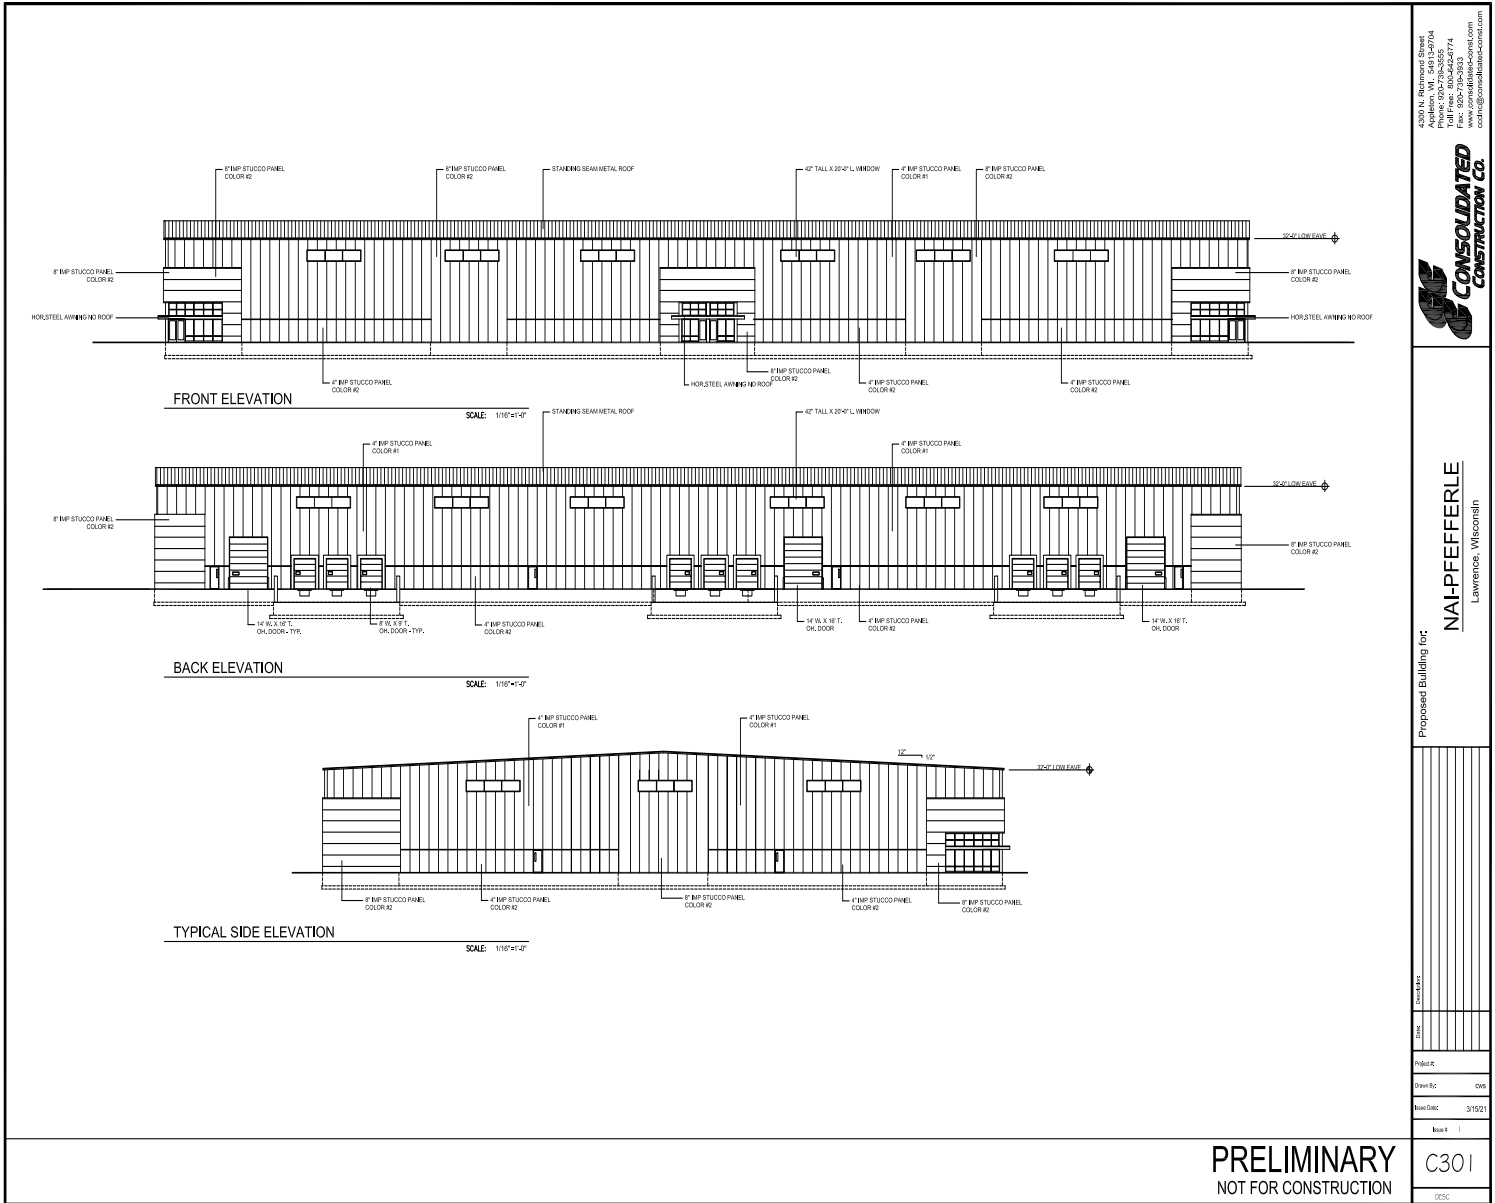 8" IMP STUCCO PANEL
COLOR #2
8" IMP STUCCO PANEL
COLOR #2
STANDING SEAM METAL ROOF
42" TALL X 20'-0" L. WINDOW
4" IMP STUCCO PANEL
COLOR #1
8" IMP STUCCO PANEL
COLOR #2
32'-0" LOW EAVE
8" IMP STUCCO PANEL
COLOR #2
8" IMP STUCCO PANEL
COLOR #2
HOR.STEEL AWNING NO ROOF
HOR.STEEL AWNING NO ROOF
4" IMP STUCCO PANEL
COLOR #2
HOR.STEEL AWNING NO ROOF
8" IMP STUCCO PANEL
COLOR #2
4" IMP STUCCO PANEL
COLOR #2
4" IMP STUCCO PANEL
COLOR #2
FRONT ELEVATION
SCALE: 1/16"=1'-0"
STANDING SEAM METAL ROOF
42" TALL X 20'-0" L. WINDOW
4" IMP STUCCO PANEL
COLOR #1
4" IMP STUCCO PANEL
COLOR #1
32'-0" LOW EAVE
8" IMP STUCCO PANEL
COLOR #2
8" IMP STUCCO PANEL
COLOR #2
14' W. X 16' T.
OH. DOOR - TYP.
8' W. X 9' T.
OH. DOOR - TYP.
4" IMP STUCCO PANEL
COLOR #2
14' W. X 16' T.
OH. DOOR
4" IMP STUCCO PANEL
COLOR #2
14' W. X 16' T.
OH. DOOR
BACK ELEVATION
SCALE: 1/16"=1'-0"
4" IMP STUCCO PANEL
COLOR #1
4" IMP STUCCO PANEL
COLOR #1
12"
1/2"
32'-0" LOW EAVE
8" IMP STUCCO PANEL
COLOR #2
4" IMP STUCCO PANEL
COLOR #2
8" IMP STUCCO PANEL
COLOR #2
4" IMP STUCCO PANEL
COLOR #2
8" IMP STUCCO PANEL
COLOR #2
TYPICAL SIDE ELEVATION
SCALE: 1/16"=1'-0"
PRELIMINARY
NOT FOR CONSTRUCTION
4300 N. Richmond Street
Appleton, WI. 54913-9704
Phone: 920-739-3555
Toll Free: 800-642-6774
Fax: 920-739-3933
www.consolidated-const.com
cccinc@consolidated-const.com
CONSOLIDATED
CONSTRUCTION CO.
Proposed Building for:
NAI-PFEFFERLE
Lawrence, Wisconsin
Description:
Date:
Project #:
Drawn By: cws
Issue Date: 3/15/21
Issue # 1
C301
DESC